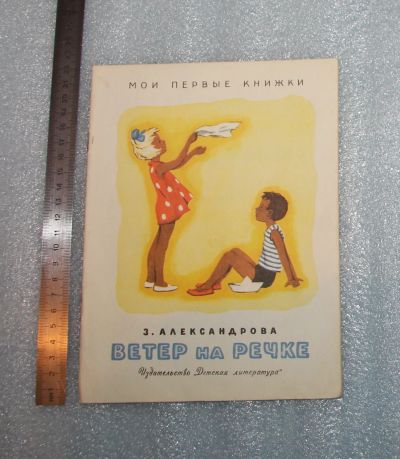 МОИ ПЕРВЫЕ КНИЖКИ
З. АЛЕКСАНДРОВА
ВЕТЕР НА РЕЧКЕ
Издательство „Детская литература"